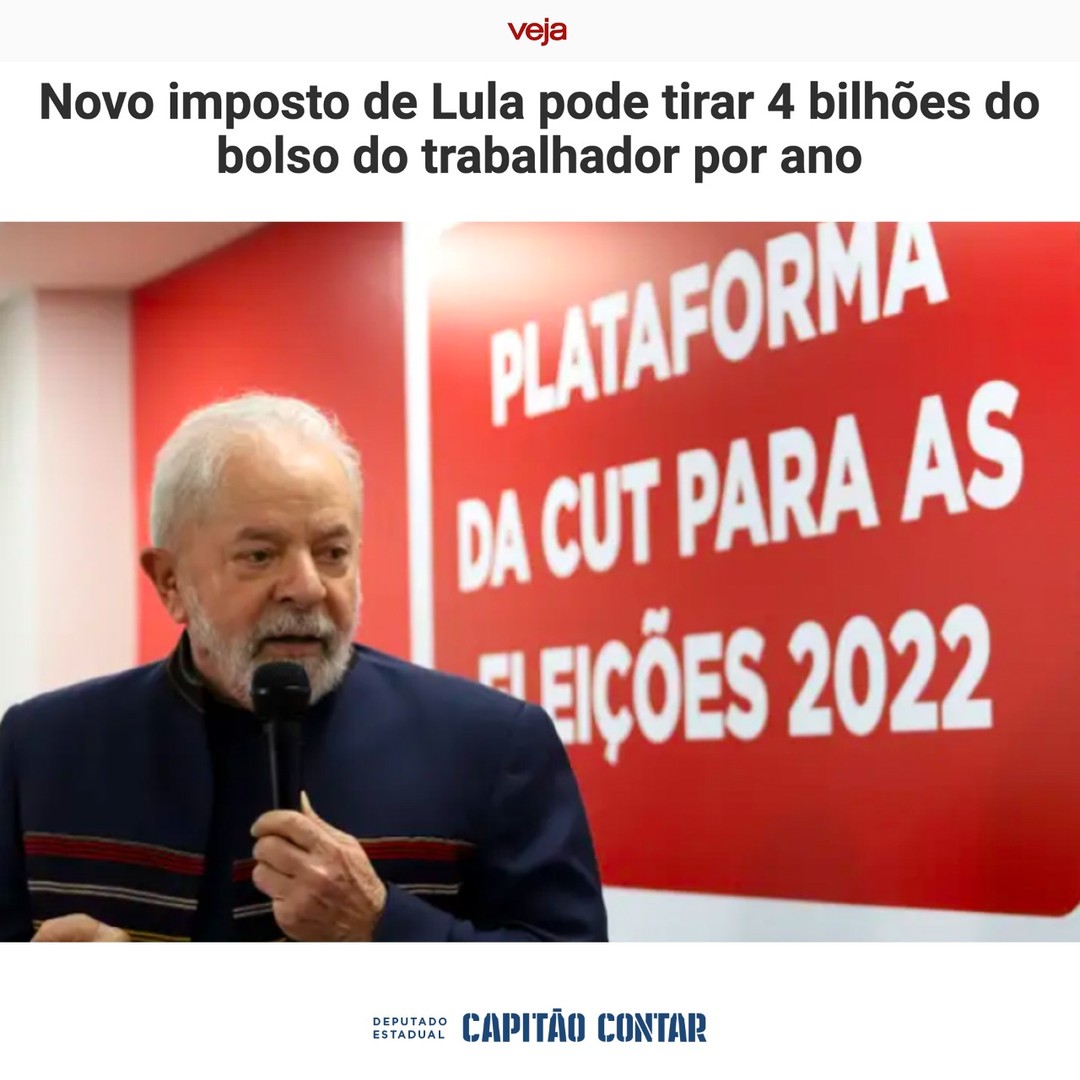 veja
Novo imposto de Lula pode tirar 4 bilhões do
bolso do trabalhador por ano
PLATAFORMA
DA CUT PARA AS
ELEIÇÕES 2022
DEPUTADO
ESTADUAL
CAPITÃO CONTAR